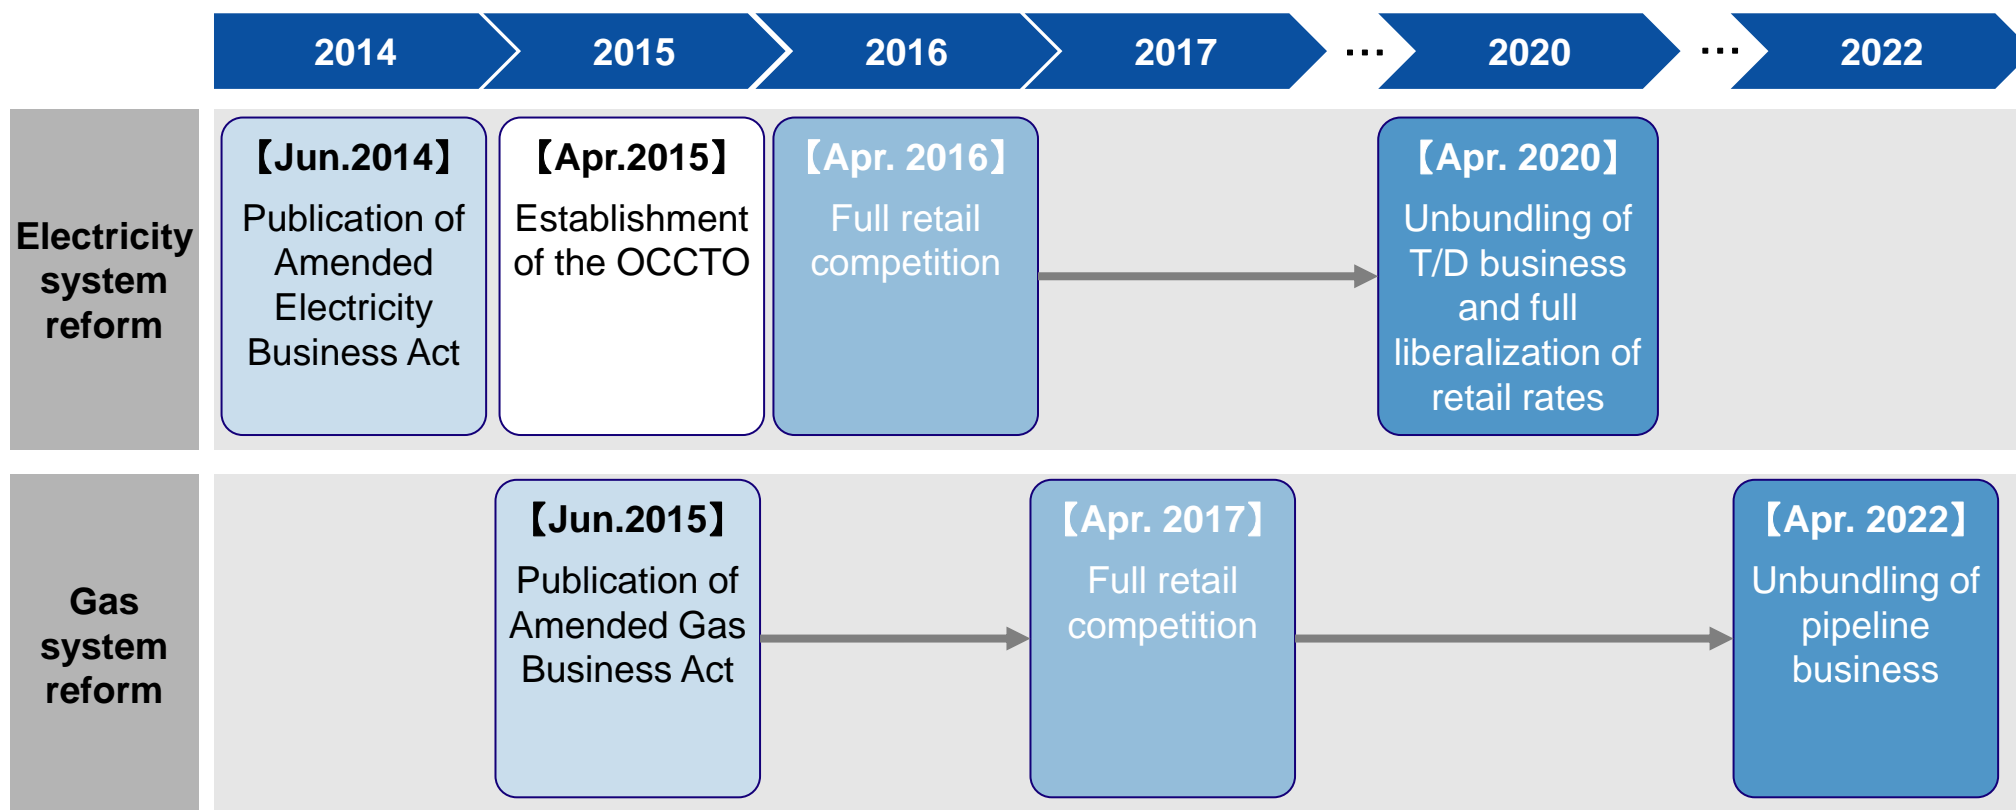 2014
2015
2016
2017
...
2020
...
2022
Electricity
system
reform
【Jun.2014】
Publication of
Amended
Electricity
Business Act
【Apr.2015】
Establishment
of the OCCTO
【Apr. 2016】
Full retail
competition
【Apr. 2020】
Unbundling of
T/D business
and full
liberalization of
retail rates
Gas
system
reform
【Jun.2015】
Publication of
Amended Gas
Business Act
【Apr. 2017】
Full retail
competition
【Apr. 2022】
Unbundling of
pipeline
business